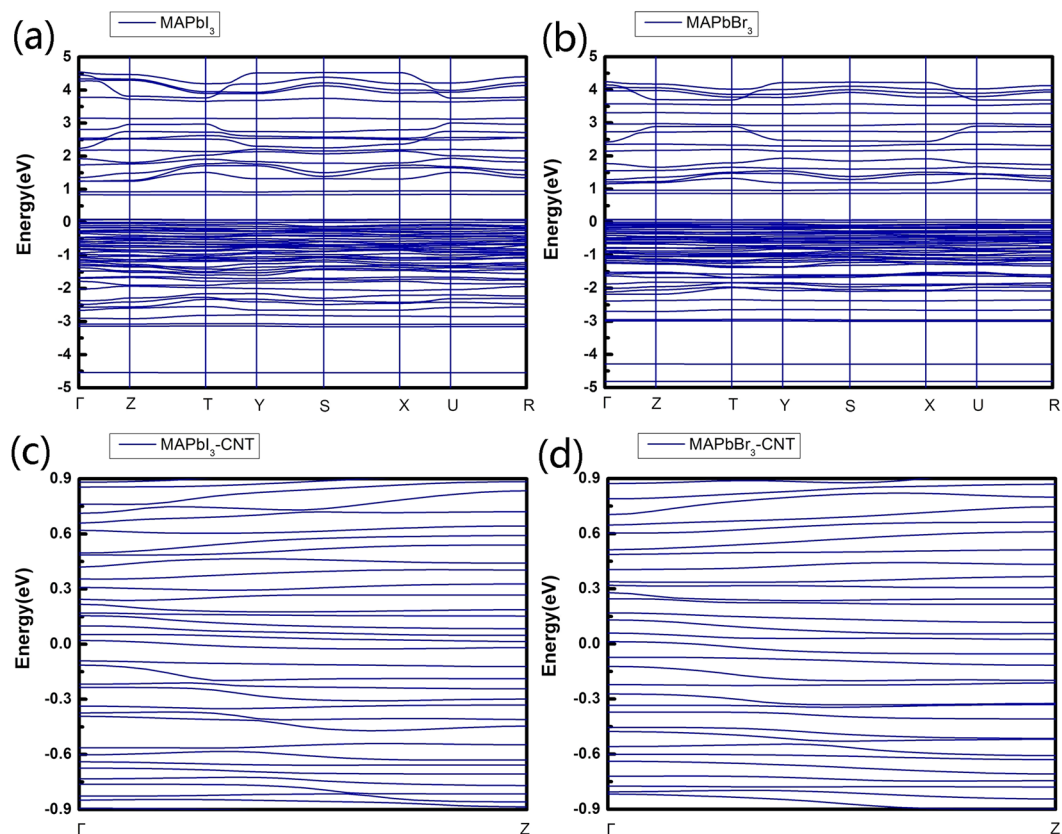 (a)
MAPbI₃
Energy(eV)
5
4
3
2
1
0
-1
-2
-3
-4
-5
Γ Z T Y S X U R
(b)
MAPbBr₃
Energy(eV)
5
4
3
2
1
0
-1
-2
-3
-4
-5
Γ Z T Y S X U R
(c)
MAPbI₃-CNT
Energy(eV)
0.9
0.6
0.3
0.0
-0.3
-0.6
-0.9
Γ Z
(d)
MAPbBr₃-CNT
Energy(eV)
0.9
0.6
0.3
0.0
-0.3
-0.6
-0.9
Γ Z